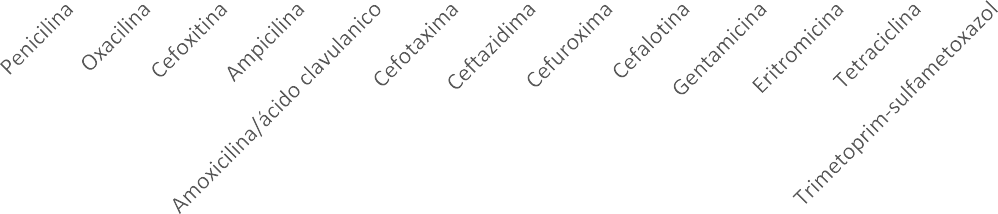 Penicilina
Oxacilina
Cefoxitina
Ampicilina
Amoxicilina/ácido clavulanico
Cefotaxima
Ceftazidima
Cefuroxima
Cefalotina
Gentamicina
Eritromicina
Tetraciclina
Trimetoprim-sulfametoxazol